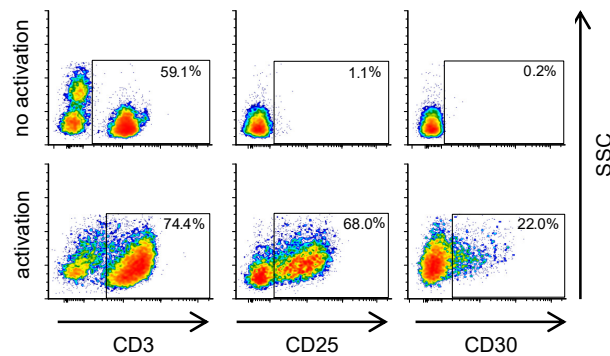 no activation
59.1%
1.1%
0.2%
activation
74.4%
68.0%
22.0%
SSC
CD3
CD25
CD30